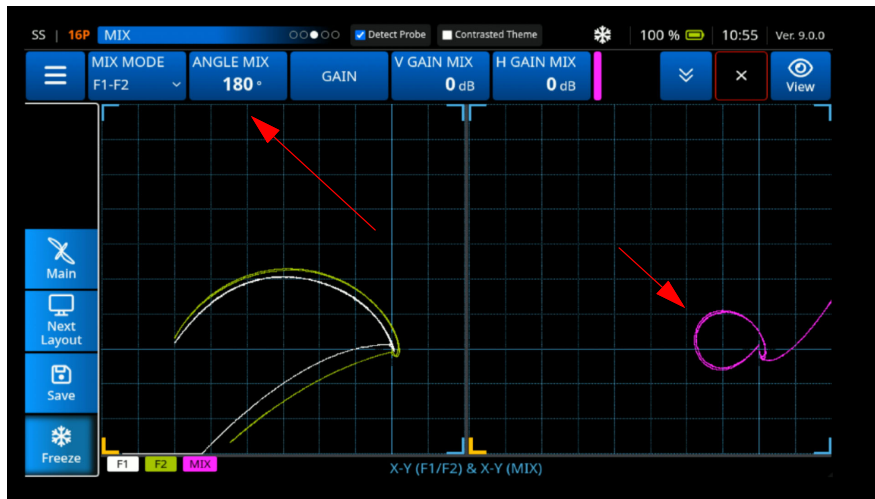 SS | 16P MIX Detect Probe Contrasted Theme 100 % 10:55 Ver. 9.0.0
MIX MODE
F1-F2
ANGLE MIX
180 °
GAIN
V GAIN MIX
0 dB
H GAIN MIX
0 dB
View
Main
Next
Layout
Save
Freeze
F1 F2 MIX
X-Y (F1/F2) & X-Y (MIX)